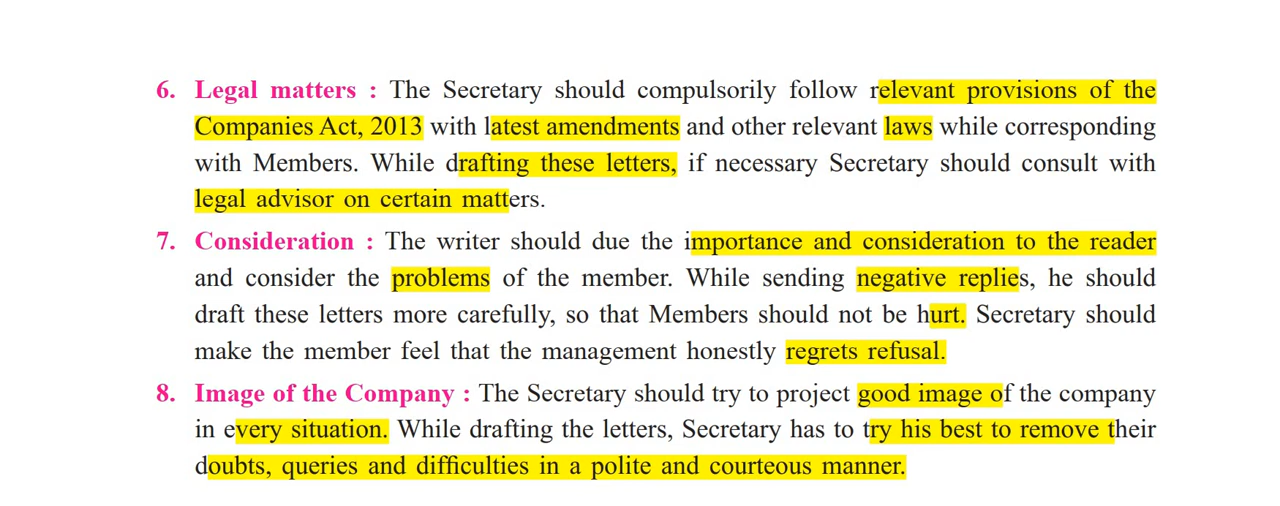 6. Legal matters : The Secretary should compulsorily follow relevant provisions of the
Companies Act, 2013 with latest amendments and other relevant laws while corresponding
with Members. While drafting these letters, if necessary Secretary should consult with
legal advisor on certain matters.
7. Consideration : The writer should due the importance and consideration to the reader
and consider the problems of the member. While sending negative replies, he should
draft these letters more carefully, so that Members should not be hurt. Secretary should
make the member feel that the management honestly regrets refusal.
8. Image of the Company : The Secretary should try to project good image of the company
in every situation. While drafting the letters, Secretary has to try his best to remove their
doubts, queries and difficulties in a polite and courteous manner.